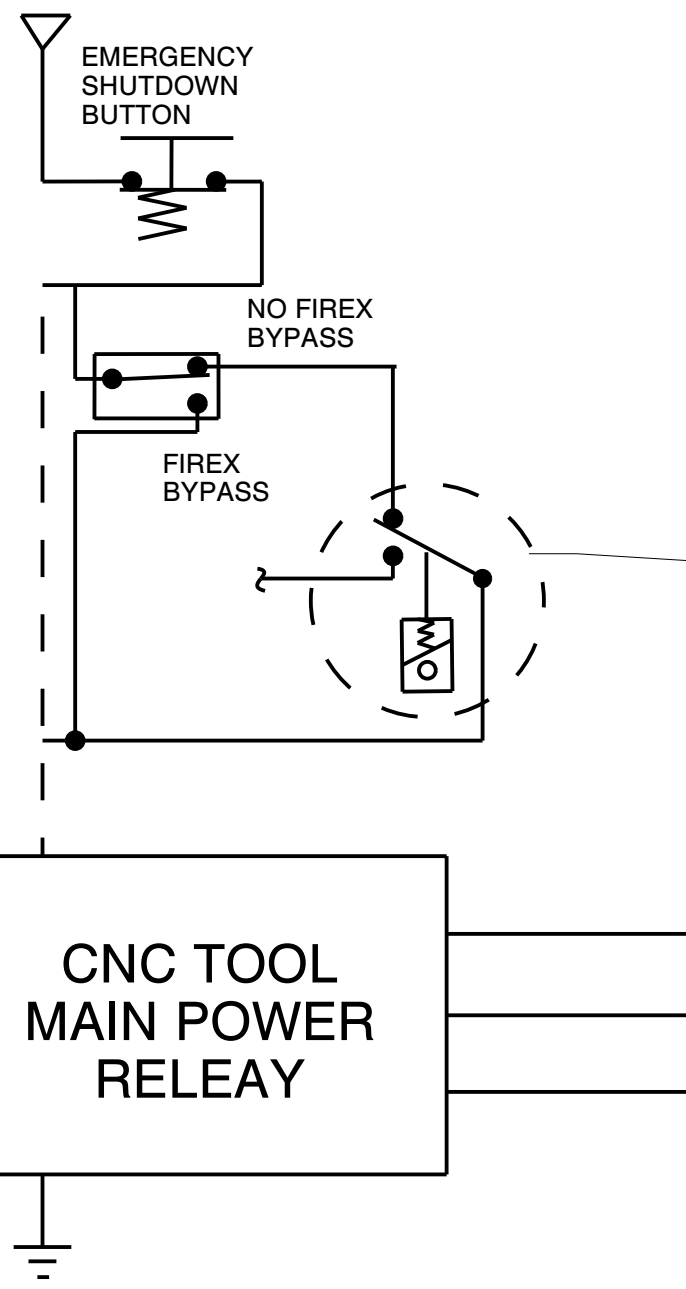 EMERGENCY
SHUTDOWN
BUTTON
NO FIREX
BYPASS
FIREX
BYPASS
CNC TOOL
MAIN POWER
RELEAY